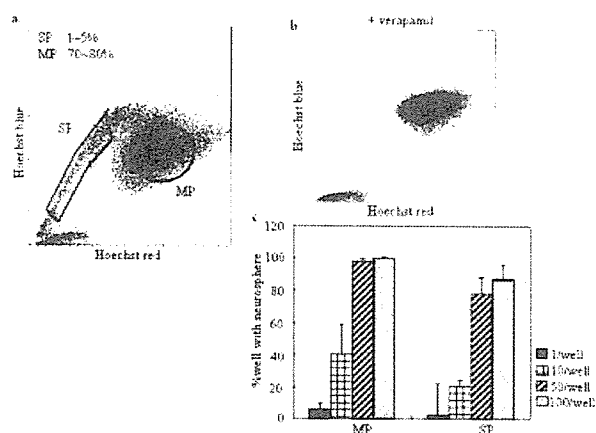 a
SP 1~5%
MP 70~80%
SP
MP
Hoechst blue
Hoechst red
b
+ verapamil
Hoechst blue
Hoechst red
c
%well with neurosphere
120
100
80
60
40
20
0
MP
SP
1/well
10/well
50/well
100/well